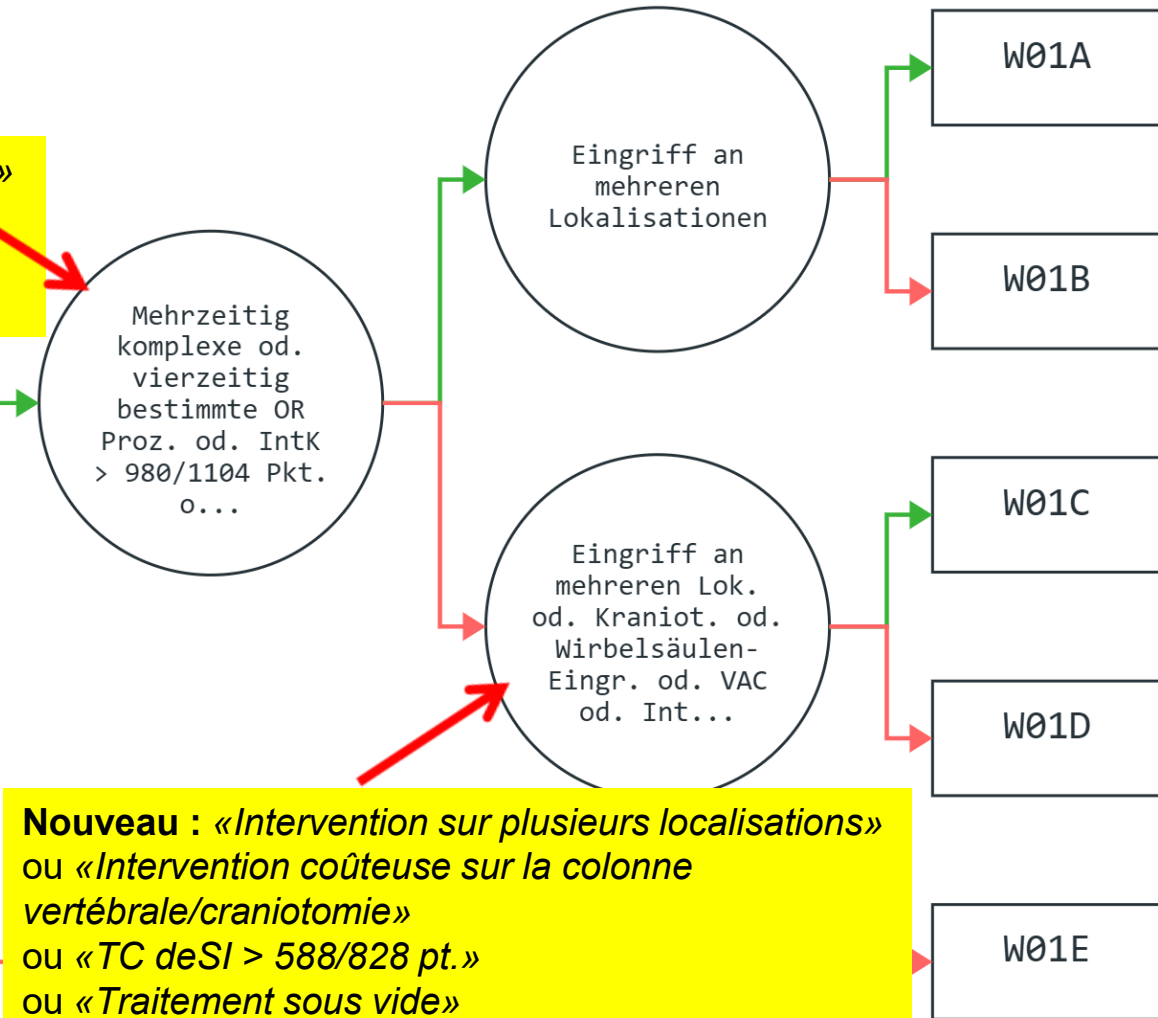 »
Mehrzeitig
komplexe od.
vierzeitig
bestimmte OR
Proz. od. IntK
> 980/1104 Pkt.
o...
Eingriff an
mehreren
Lokalisationen
W01A
W01B
Eingriff an
mehreren Lok.
od. Kraniot. od.
Wirbelsäulen-
Eingr. od. VAC
od. Int...
W01C
W01D
Nouveau : «Intervention sur plusieurs localisations»
ou «Intervention coûteuse sur la colonne
vertébrale/craniotomie»
ou «TC deSI > 588/828 pt.»
ou «Traitement sous vide»
W01E